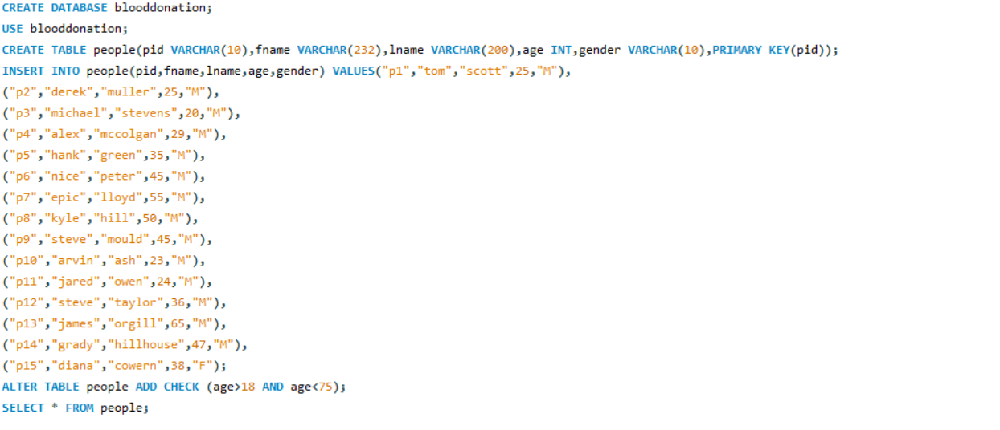 CREATE DATABASE blooddonation;
USE blooddonation;
CREATE TABLE people(pid VARCHAR(10),fname VARCHAR(232),lname VARCHAR(200),age INT,gender VARCHAR(10),PRIMARY KEY(pid));
INSERT INTO people(pid,fname,lname,age,gender) VALUES("p1","tom","scott",25,"M"),
("p2","derek","muller",25,"M"),
("p3","michael","stevens",20,"M"),
("p4","alex","mccolgan",29,"M"),
("p5","hank","green",35,"M"),
("p6","nice","peter",45,"M"),
("p7","epic","lloyd",55,"M"),
("p8","kyle","hill",50,"M"),
("p9","steve","mould",45,"M"),
("p10","arvin","ash",23,"M"),
("p11","jared","owen",24,"M"),
("p12","steve","taylor",36,"M"),
("p13","james","orgill",65,"M"),
("p14","grady","hillhouse",47,"M"),
("p15","diana","cowern",38,"F");
ALTER TABLE people ADD CHECK (age>18 AND age<75);
SELECT * FROM people;